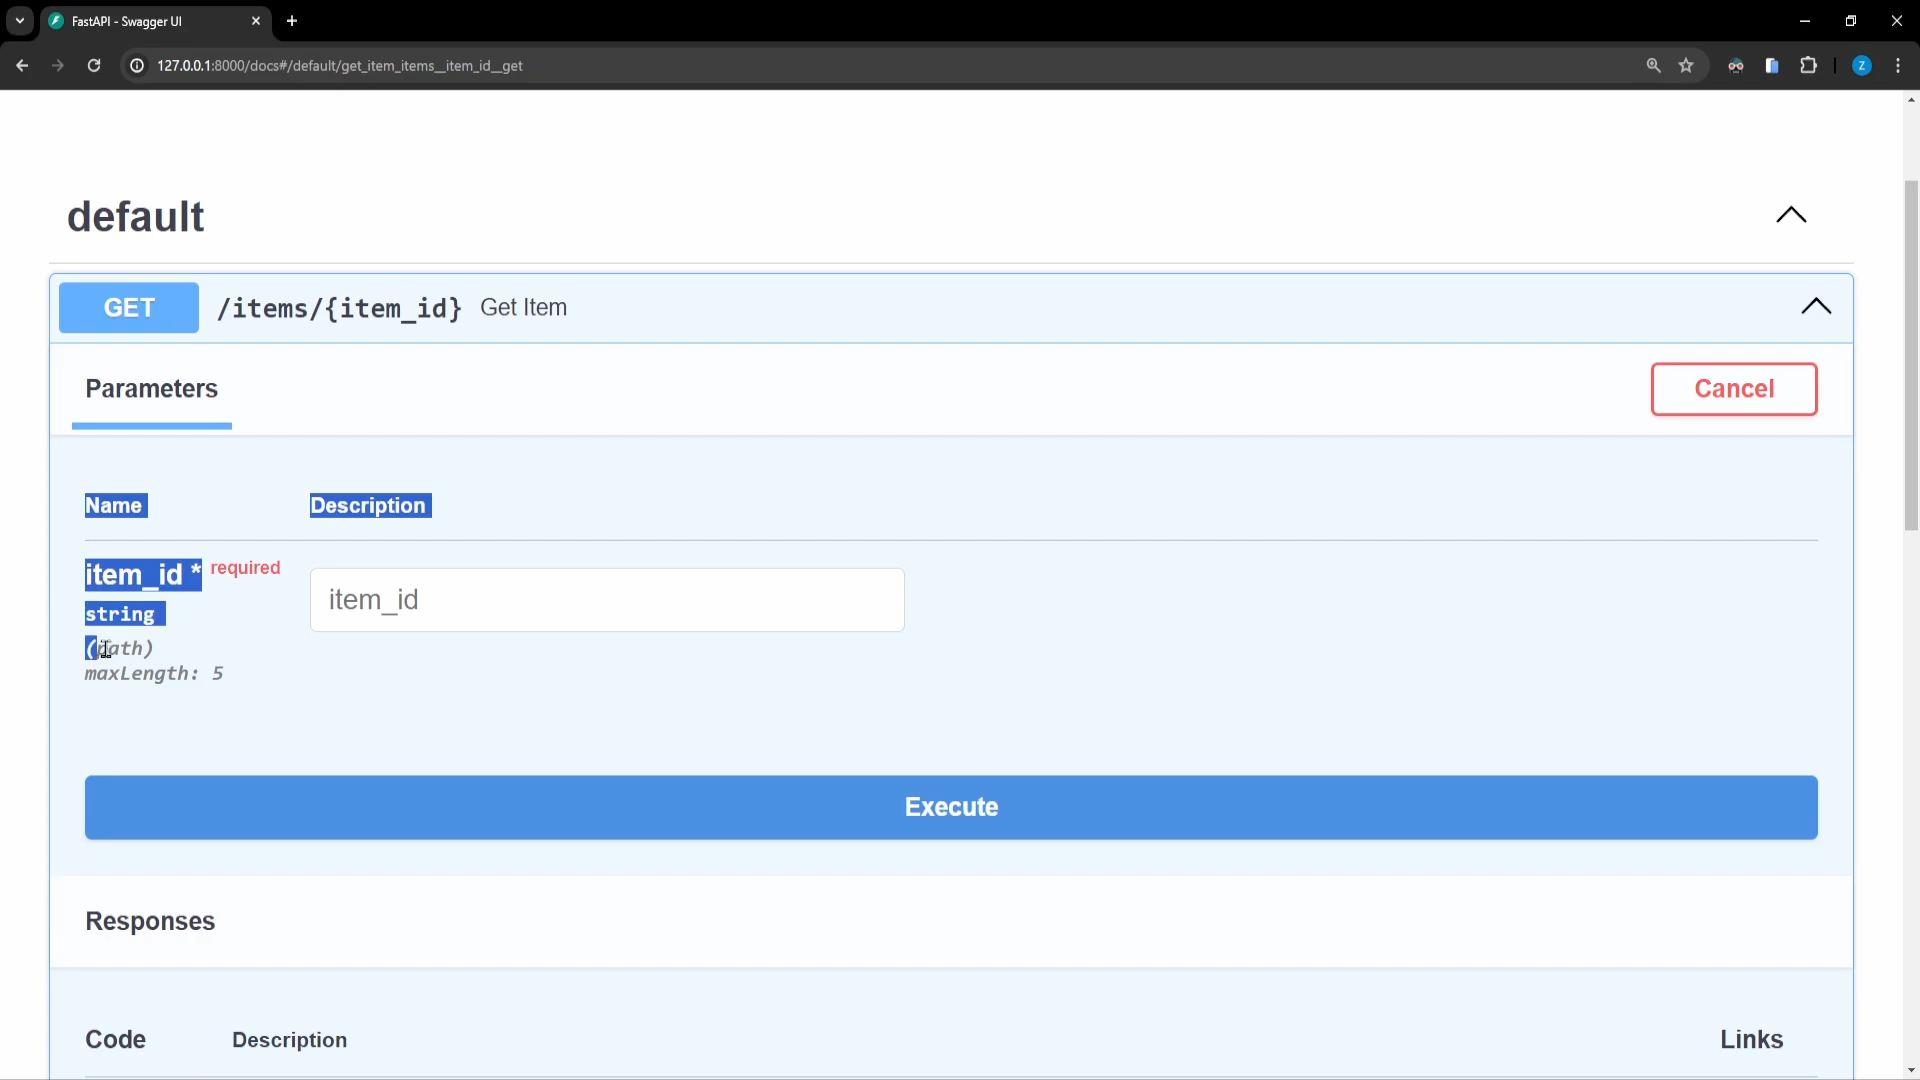 FastAPI - Swagger UI
127.0.0.1:8000/docs#/default/get_item_items__item_id__get
Z
default
GET /items/{item_id} Get Item
Parameters
Cancel
Name Description
item_id * required
string
(path)
maxLength: 5
item_id
Execute
Responses
Code Description Links